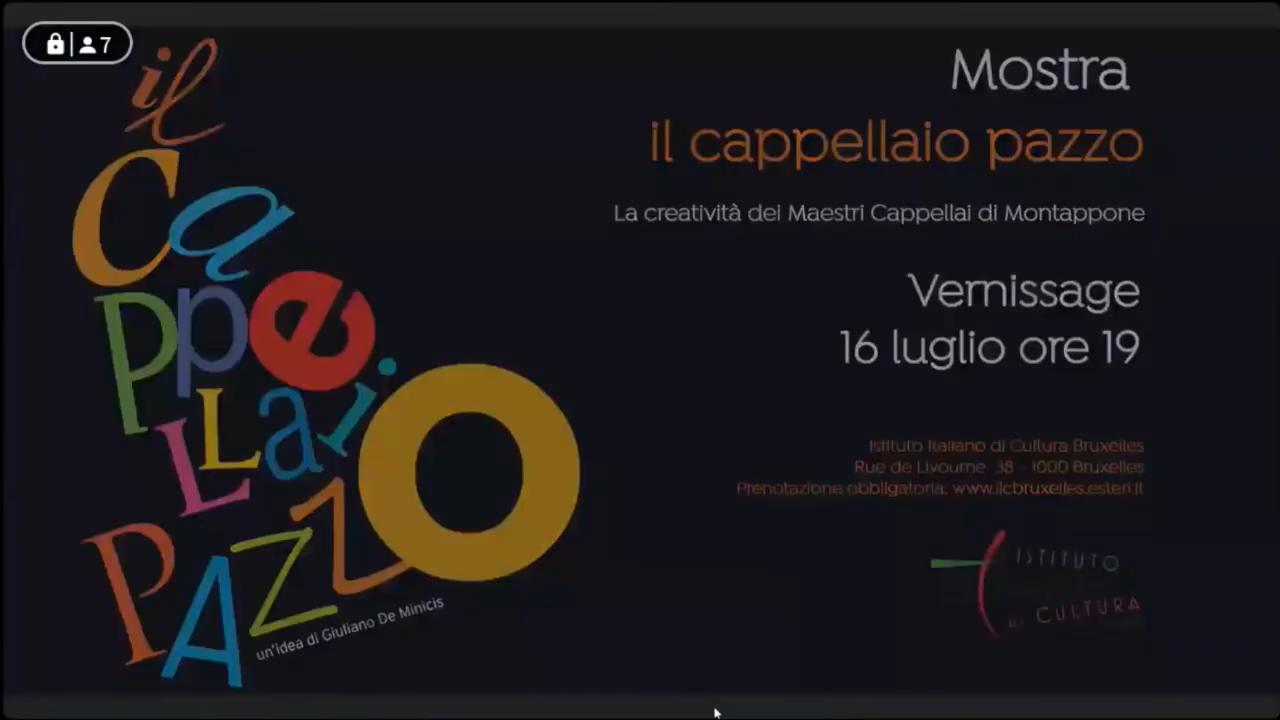 7
il
Cappellaio
PAZZO
un'idea di Giuliano De Minicis
Mostra
il cappellaio pazzo
La creatività dei Maestri Cappellai di Montappone
Vernissage
16 luglio ore 19
Istituto Italiano di Cultura Bruxelles
Rue de Livourne 38 - 1000 Bruxelles
Prenotazione obbligatoria: www.iicbruxelles.esteri.it
ISTITUTO
DI CULTURA